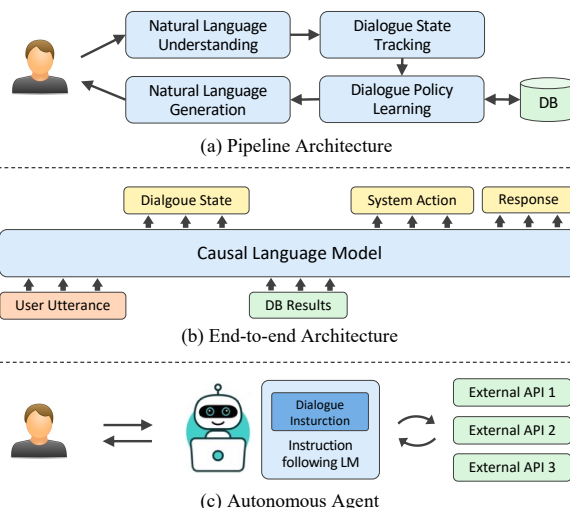 Natural Language
Understanding
Dialogue State
Tracking
Natural Language
Generation
Dialogue Policy
Learning
DB
(a) Pipeline Architecture
Dialgoue State
System Action
Response
Causal Language Model
User Utterance
DB Results
(b) End-to-end Architecture
Dialogue
Insturction
Instruction
following LM
External API 1
External API 2
External API 3
(c) Autonomous Agent